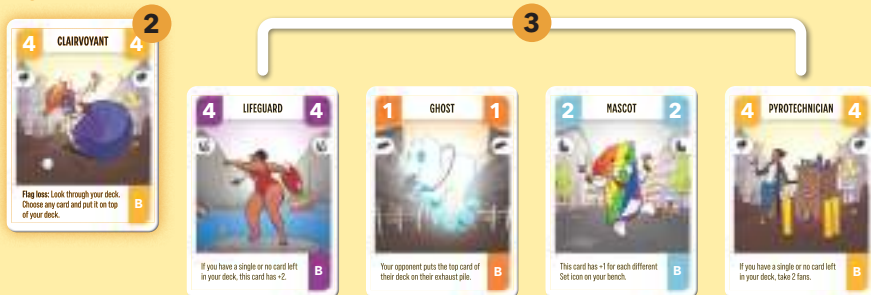 2
3
4 CLAIRVOYANT 4
Flag loss: Look through your deck.
Choose any card and put it on top
of your deck.
B
4 LIFEGUARD 4
If you have a single or no card left
in your deck, this card has +2.
B
1 GHOST 1
Your opponent puts the top card of
their deck on their exhaust pile.
B
2 MASCOT 2
This card has +1 for each different
Set icon on your bench.
B
4 PYROTECHNICIAN 4
If you have a single or no card left
in your deck, take 2 fans.
B